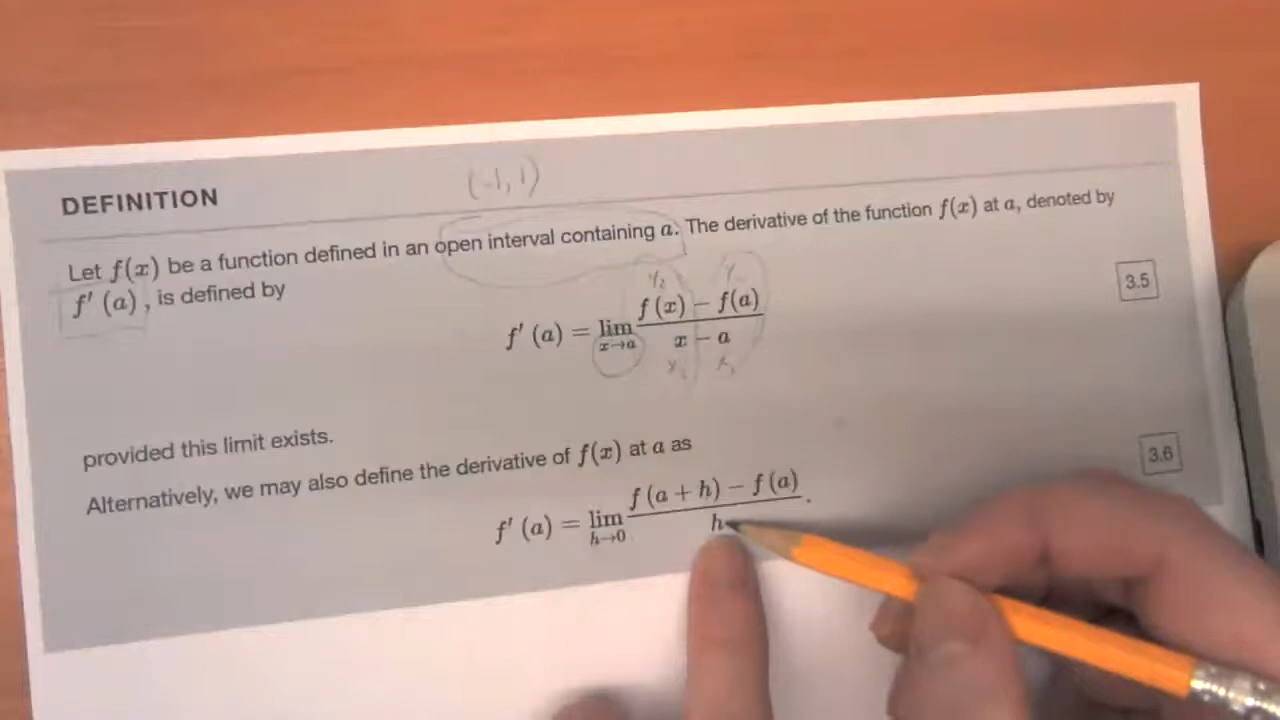 (-1, 1)
DEFINITION
Let f(x) be a function defined in an open interval containing a. The derivative of the function f(x) at a, denoted by
f′ (a), is defined by
3.5
f′ (a) = lim x→a (f (x) − f(a)) / (x − a)
provided this limit exists.
Alternatively, we may also define the derivative of f(x) at a as
3.6
f′ (a) = lim h→0 (f (a + h) − f (a)) / h .